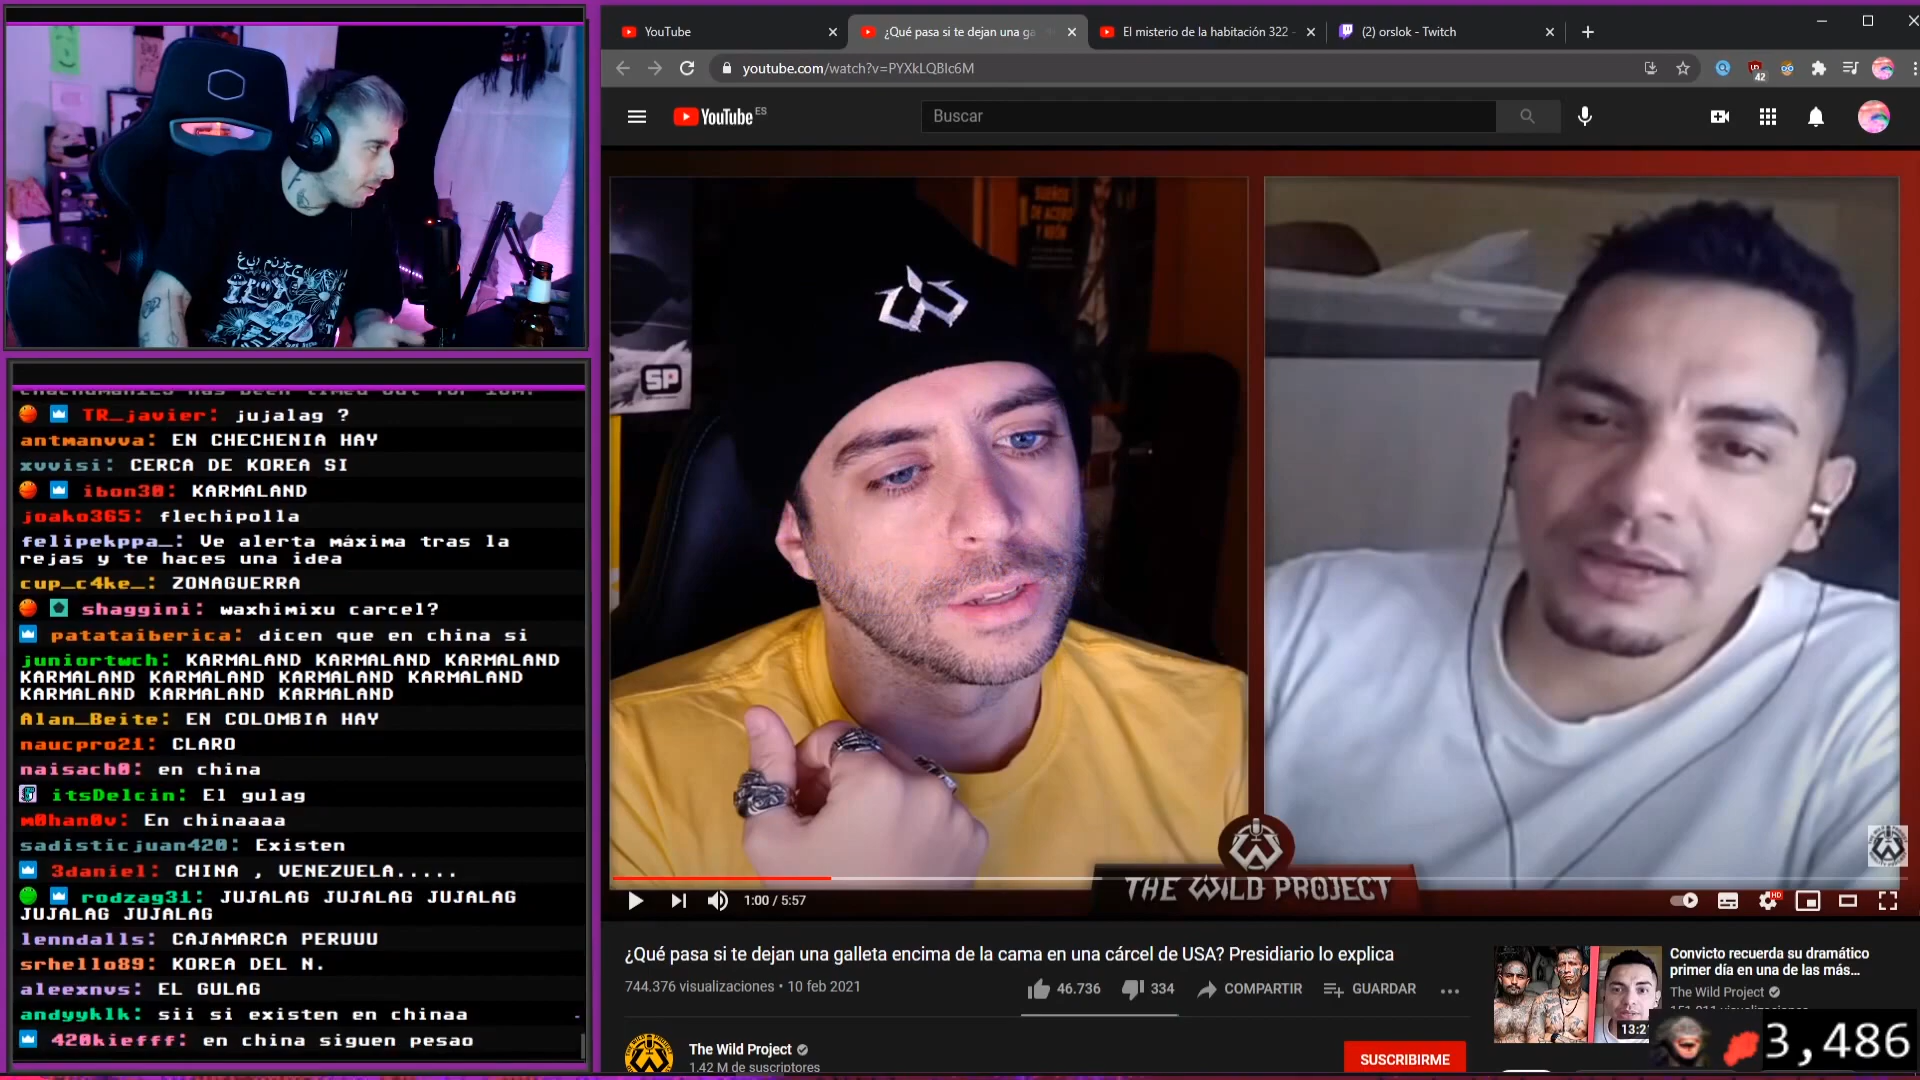 TR_javier: jujalag ?
antmanvva: EN CHECHENIA HAY
xvvisi: CERCA DE KOREA SI
ibon30: KARMALAND
joako365: flechipolla
felipekppa_: Ve alerta máxima tras la
rejas y te haces una idea
cup_c4ke_: ZONAGUERRA
shaggini: waxhimixu carcel?
patataiberica: dicen que en china si
juniortwch: KARMALAND KARMALAND KARMALAND
KARMALAND KARMALAND KARMALAND KARMALAND
KARMALAND KARMALAND KARMALAND
Alan_Beite: EN COLOMBIA HAY
naucpro21: CLARO
naisach0: en china
itsDelcin: El gulag
m0han0v: En chinaaaa
sadisticjuan420: Existen
3daniel: CHINA , VENEZUELA.....
rodzag31: JUJALAG JUJALAG JUJALAG
JUJALAG JUJALAG
lenndalls: CAJAMARCA PERUUU
srhello89: KOREA DEL N.
aleexnvs: EL GULAG
andyyklk: sii si existen en chinaa
420kiefff: en china siguen pesao
YouTube
¿Qué pasa si te dejan una ga
El misterio de la habitación 322 -
(2) orslok - Twitch
youtube.com/watch?v=PYXkLQBIc6M
42
YouTube ES
Buscar
SUEÑOS
DE ACERO
Y NEÓN
SP
THE WILD PROJECT
1:00 / 5:57
HD
¿Qué pasa si te dejan una galleta encima de la cama en una cárcel de USA? Presidiario lo explica
744.376 visualizaciones • 10 feb 2021
46.736
334
COMPARTIR
GUARDAR
The Wild Project
1.42 M de suscriptores
SUSCRIBIRME
Convicto recuerda su dramático
primer día en una de las más...
The Wild Project
13:2
3,486